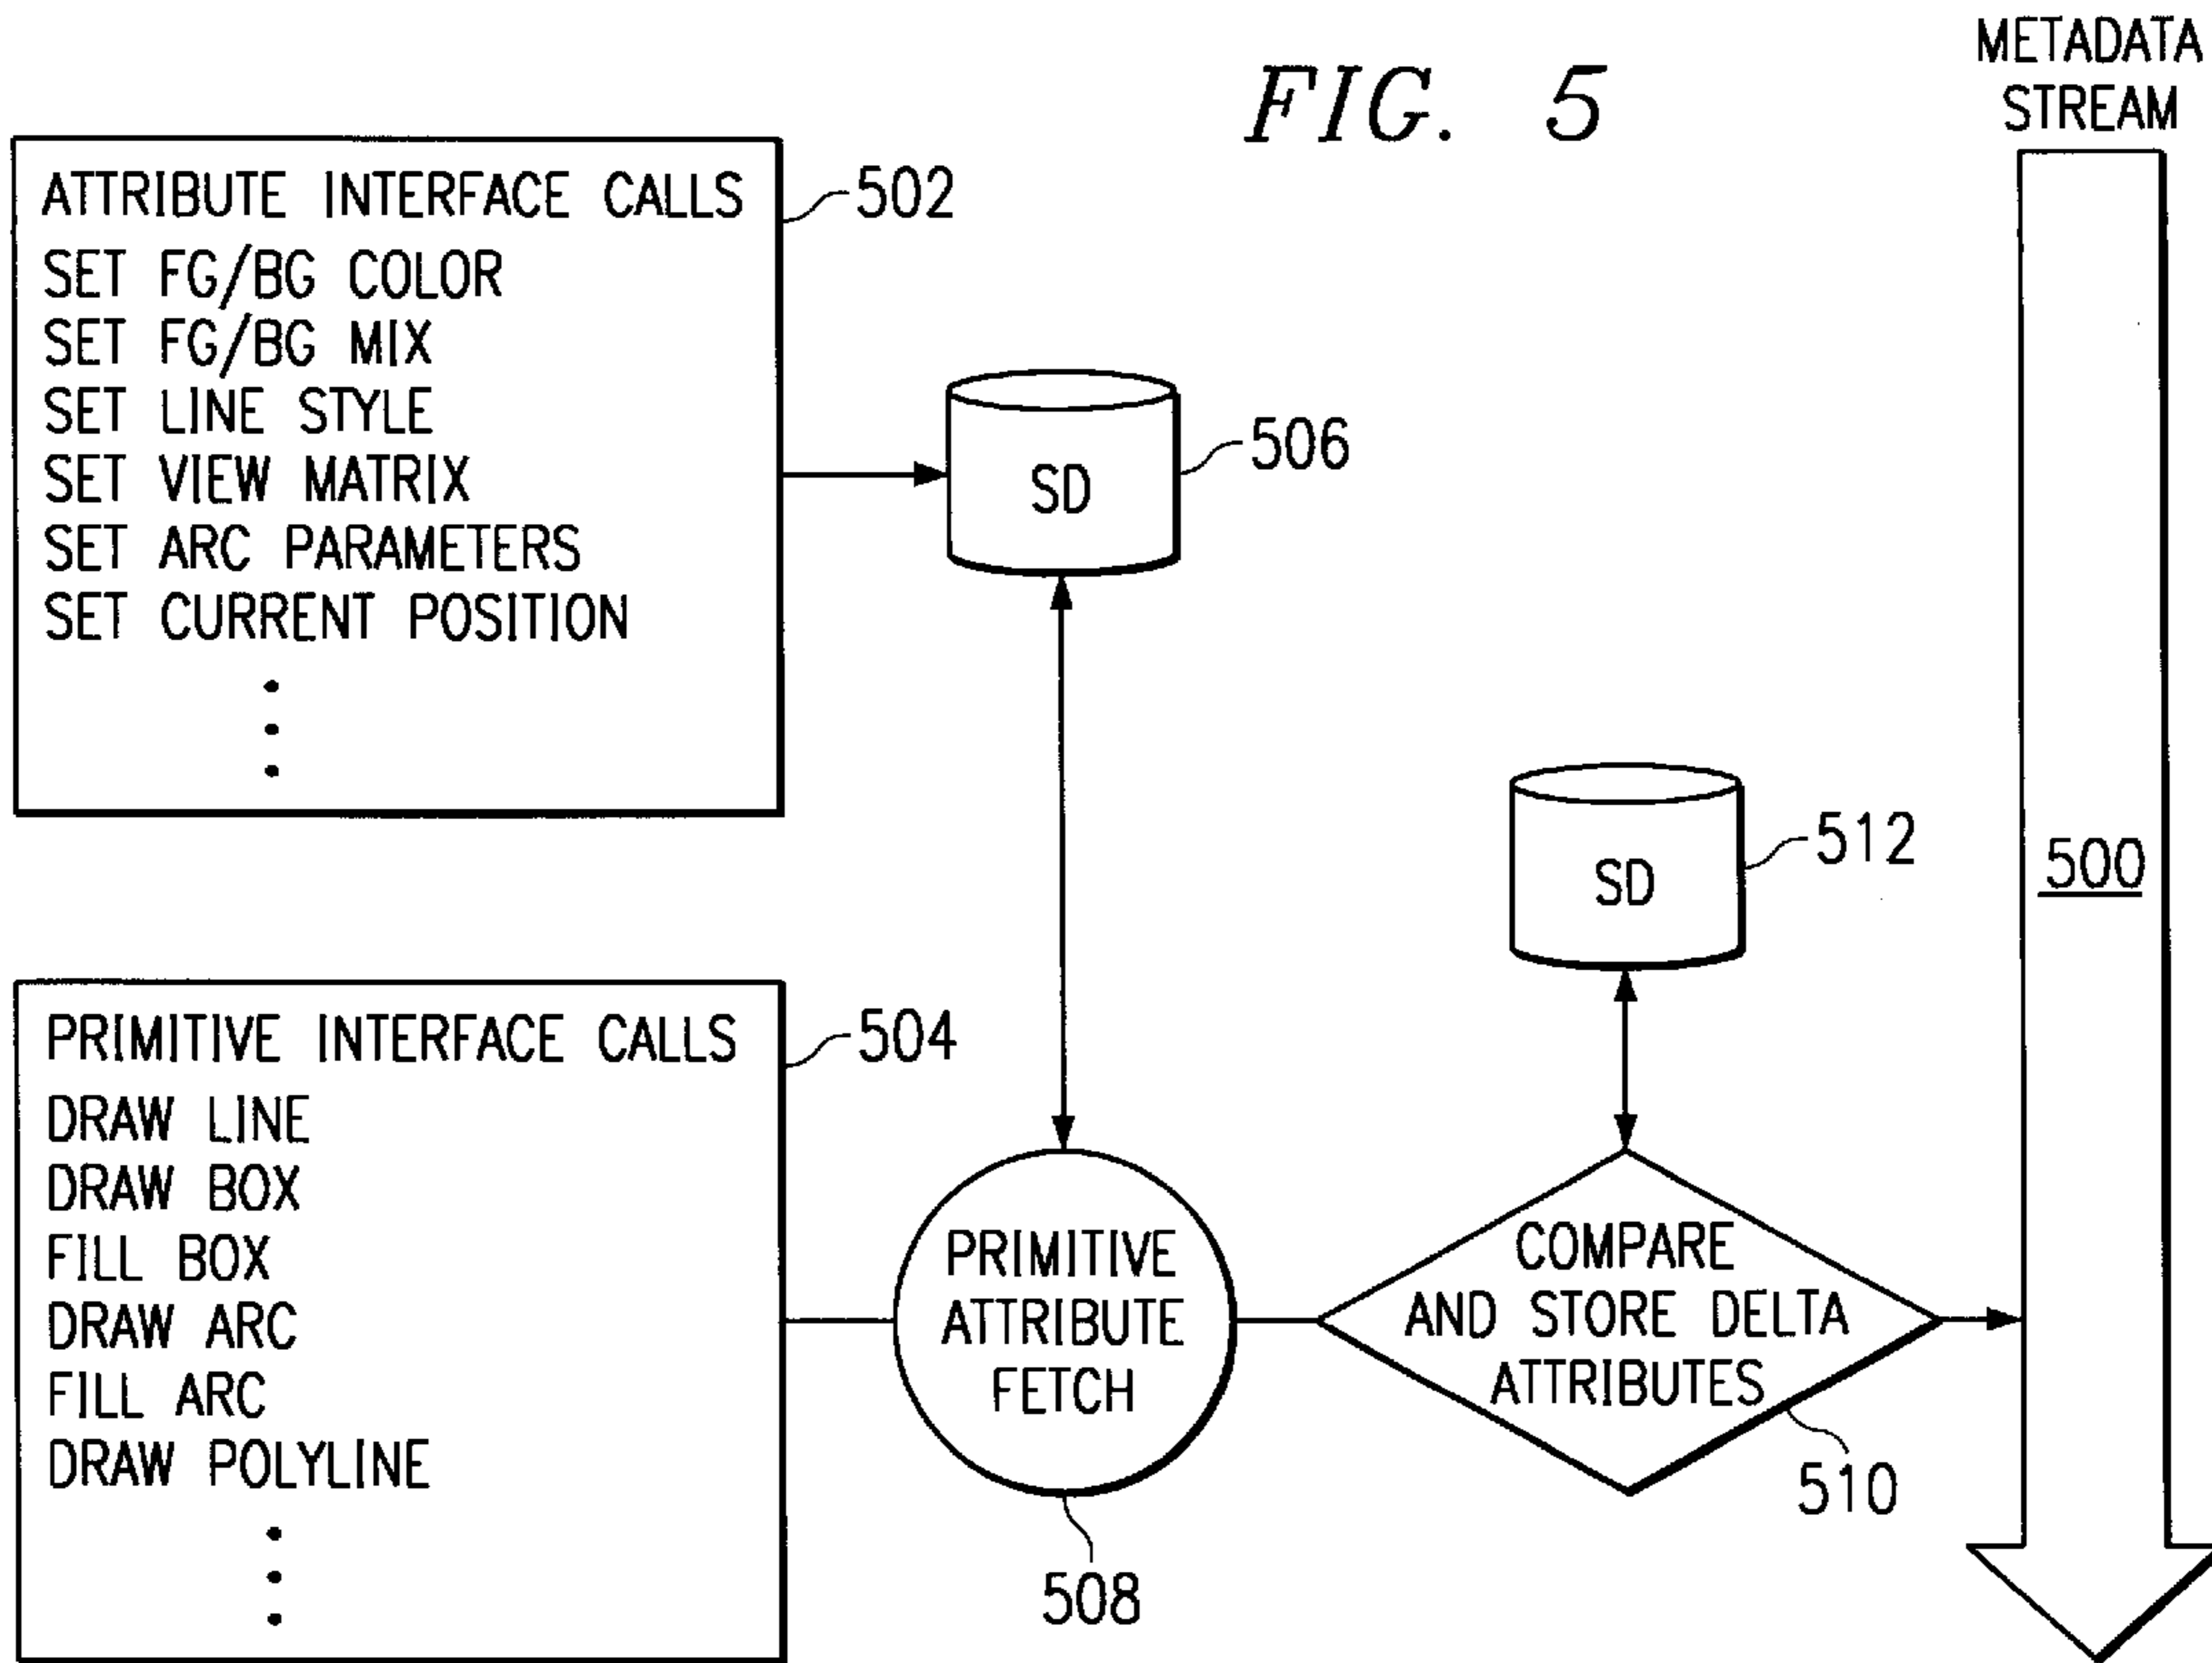 FIG. 5
METADATA
STREAM
ATTRIBUTE INTERFACE CALLS
SET FG/BG COLOR
SET FG/BG MIX
SET LINE STYLE
SET VIEW MATRIX
SET ARC PARAMETERS
SET CURRENT POSITION
502
SD
506
SD
512
500
PRIMITIVE INTERFACE CALLS
DRAW LINE
DRAW BOX
FILL BOX
DRAW ARC
FILL ARC
DRAW POLYLINE
504
PRIMITIVE
ATTRIBUTE
FETCH
508
COMPARE
AND STORE DELTA
ATTRIBUTES
510